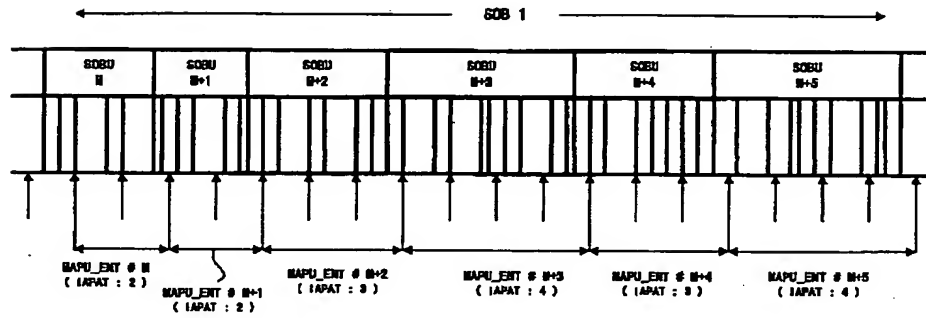 SOB 1
SOBU
M
SOBU
M+1
SOBU
M+2
SOBU
M+3
SOBU
M+4
SOBU
M+5
MAPU_ENT # M
( IAPAT : 2 )
MAPU_ENT # M+1
( IAPAT : 2 )
MAPU_ENT # M+2
( IAPAT : 3 )
MAPU_ENT # M+3
( IAPAT : 4 )
MAPU_ENT # M+4
( IAPAT : 3 )
MAPU_ENT # M+5
( IAPAT : 4 )